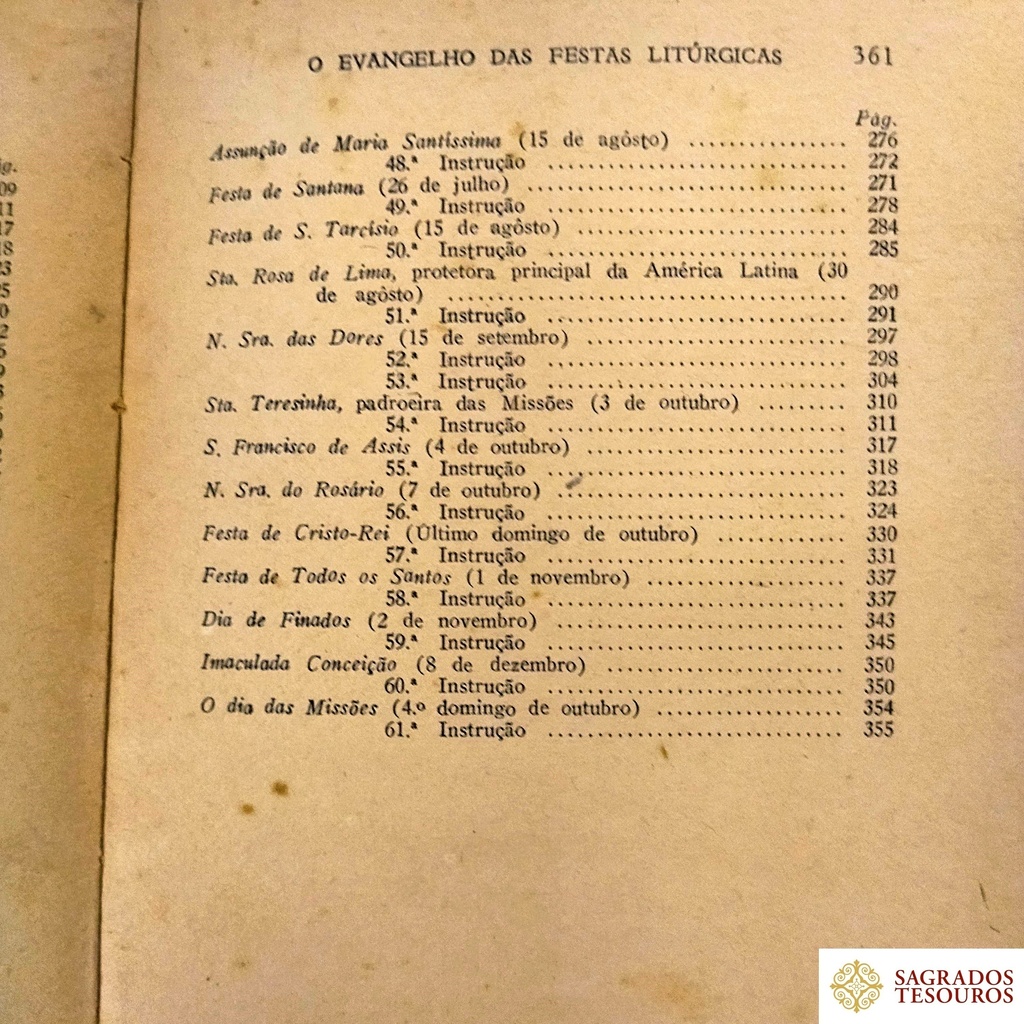 O EVANGELHO DAS FESTAS LITÚRGICAS 361
Pág.
Assunção de Maria Santíssima (15 de agôsto) ................ 276
48.ª Instrução ............................... 272
Festa de Santana (26 de julho) ................................. 271
49.ª Instrução ............................... 278
Festa de S. Tarcísio (15 de agôsto) ........................... 284
50.ª Instrução ............................... 285
Sta. Rosa de Lima, protetora principal da América Latina (30
de agôsto) ......................................... 290
51.ª Instrução ............................... 291
N. Sra. das Dores (15 de setembro) .......................... 297
52.ª Instrução ............................... 298
53.ª Instrução ............................... 304
Sta. Teresinha, padroeira das Missões (3 de outubro) ......... 310
54.ª Instrução ............................... 311
S. Francisco de Assis (4 de outubro) .......................... 317
55.ª Instrução ............................... 318
N. Sra. do Rosário (7 de outubro) ............................. 323
56.ª Instrução ............................... 324
Festa de Cristo-Rei (Último domingo de outubro) ............. 330
57.ª Instrução ............................... 331
Festa de Todos os Santos (1 de novembro) .................... 337
58.ª Instrução ............................... 337
Dia de Finados (2 de novembro) ............................. 343
59.ª Instrução ............................... 345
Imaculada Conceição (8 de dezembro) ........................ 350
60.ª Instrução ............................... 350
O dia das Missões (4.º domingo de outubro) ................... 354
61.ª Instrução ............................... 355
SAGRADOS
TESOUROS